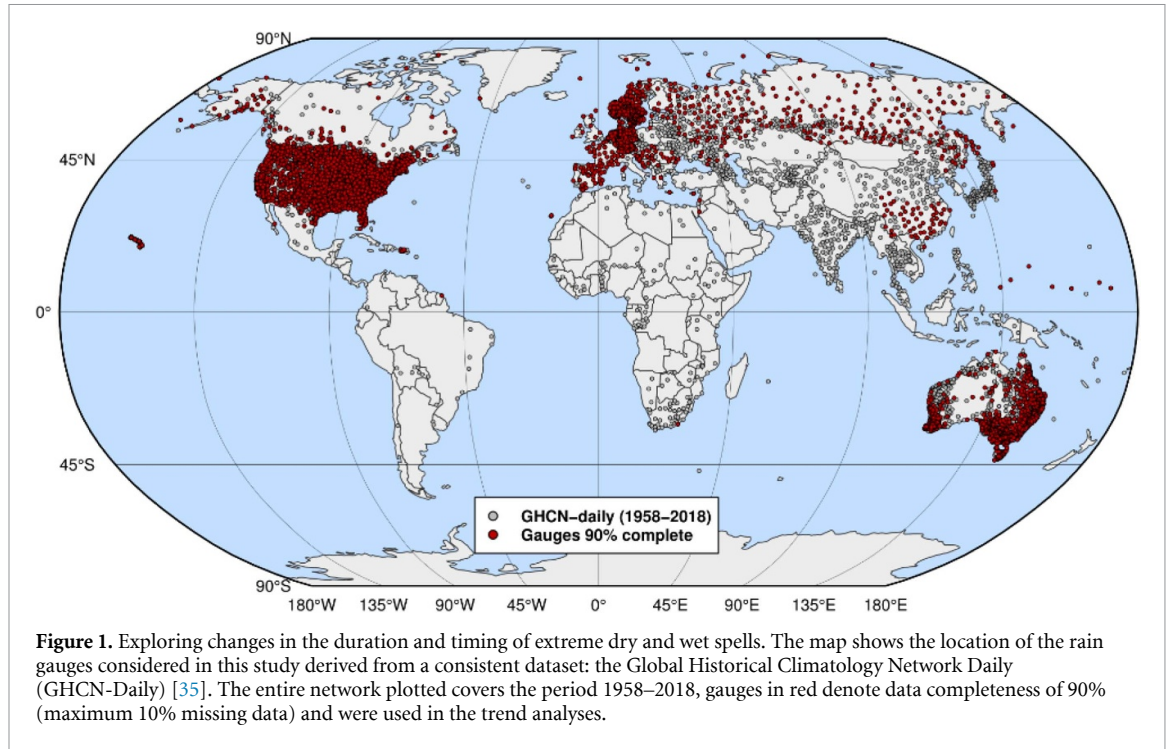 90°N
45°N
0°
45°S
90°S
180°W 135°W 90°W 45°W 0° 45°E 90°E 135°E 180°E
GHCN−daily (1958−2018)
Gauges 90% complete
Figure 1. Exploring changes in the duration and timing of extreme dry and wet spells. The map shows the location of the rain
gauges considered in this study derived from a consistent dataset: the Global Historical Climatology Network Daily
(GHCN-Daily) [35]. The entire network plotted covers the period 1958–2018, gauges in red denote data completeness of 90%
(maximum 10% missing data) and were used in the trend analyses.